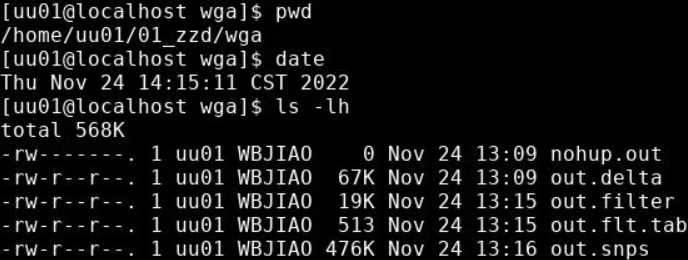 [uu01@localhost wga]$ pwd
/home/uu01/01_zzd/wga
[uu01@localhost wga]$ date
Thu Nov 24 14:15:11 CST 2022
[uu01@localhost wga]$ ls -lh
total 568K
-rw-------. 1 uu01 WBJIAO    0 Nov 24 13:09 nohup.out
-rw-r--r--. 1 uu01 WBJIAO  67K Nov 24 13:09 out.delta
-rw-r--r--. 1 uu01 WBJIAO  19K Nov 24 13:15 out.filter
-rw-r--r--. 1 uu01 WBJIAO  513 Nov 24 13:15 out.flt.tab
-rw-r--r--. 1 uu01 WBJIAO 476K Nov 24 13:16 out.snps